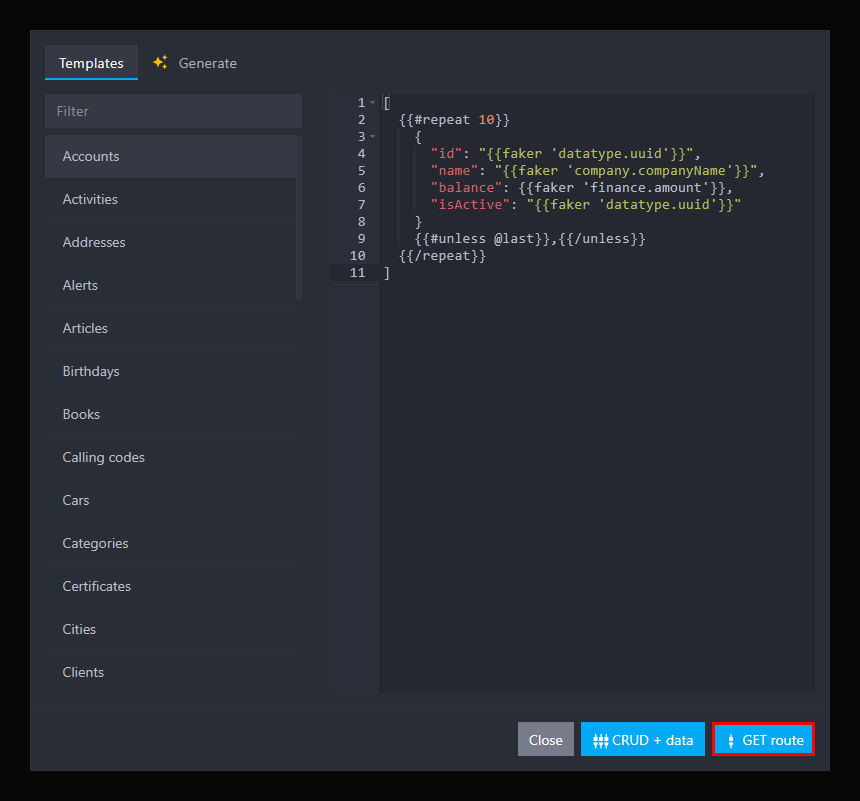 Templates
Generate
Filter
Accounts
Activities
Addresses
Alerts
Articles
Birthdays
Books
Calling codes
Cars
Categories
Certificates
Cities
Clients
1 [
2 {{#repeat 10}}
3 {
4 "id": "{{faker 'datatype.uuid'}}",
5 "name": "{{faker 'company.companyName'}}",
6 "balance": {{faker 'finance.amount'}},
7 "isActive": "{{faker 'datatype.uuid'}}"
8 }
9 {{#unless @last}},{{/unless}}
10 {{/repeat}}
11 ]
Close
CRUD + data
GET route